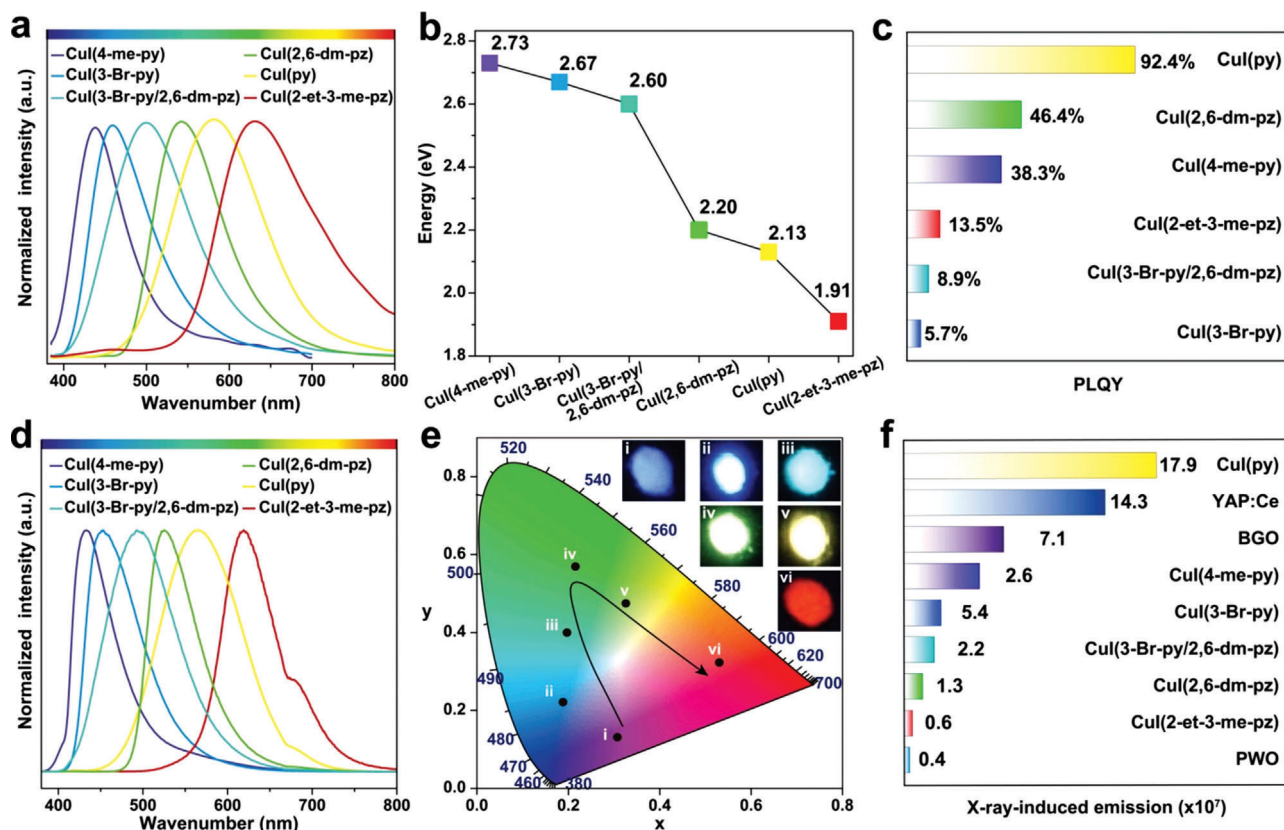 a
CuI(4-me-py)
CuI(2,6-dm-pz)
CuI(3-Br-py)
CuI(py)
CuI(3-Br-py/2,6-dm-pz)
CuI(2-et-3-me-pz)
Normalized intensity (a.u.)
400 500 600 700 800
Wavenumber (nm)
b
2.8
2.6
2.4
2.2
2.0
1.8
Energy (eV)
2.73
2.67
2.60
2.20
2.13
1.91
CuI(4-me-py)
CuI(3-Br-py)
CuI(3-Br-py/
2,6-dm-pz)
CuI(2,6-dm-pz)
CuI(py)
CuI(2-et-3-me-pz)
c
92.4% CuI(py)
46.4% CuI(2,6-dm-pz)
38.3% CuI(4-me-py)
13.5% CuI(2-et-3-me-pz)
8.9% CuI(3-Br-py/2,6-dm-pz)
5.7% CuI(3-Br-py)
PLQY
d
CuI(4-me-py)
CuI(2,6-dm-pz)
CuI(3-Br-py)
CuI(py)
CuI(3-Br-py/2,6-dm-pz)
CuI(2-et-3-me-pz)
Normalized intensity (a.u.)
400 500 600 700 800
Wavenumber (nm)
e
0.8
0.6
0.4
0.2
0.0
y
0.0 0.2 0.4 0.6 0.8
x
520
540
560
580
600
620
700
500
490
480
470
460
380
i
ii
iii
iv
v
vi
i
ii
iii
iv
v
vi
f
17.9 CuI(py)
14.3 YAP:Ce
7.1 BGO
2.6 CuI(4-me-py)
5.4 CuI(3-Br-py)
2.2 CuI(3-Br-py/2,6-dm-pz)
1.3 CuI(2,6-dm-pz)
0.6 CuI(2-et-3-me-pz)
0.4 PWO
X-ray-induced emission (x10⁷)